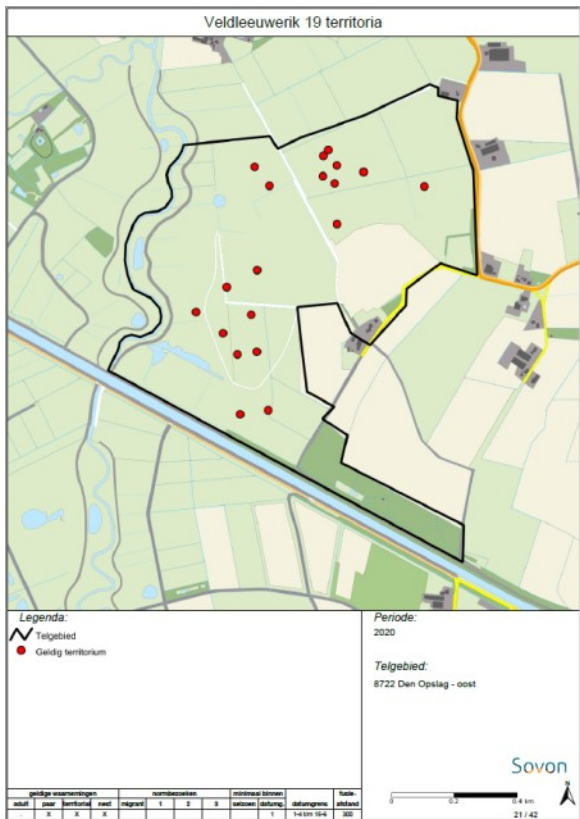 Veldleeuwerik 19 territoria
Legenda:
Telgebied
Geldig territorium
Periode:
2020
Telgebied:
8722 Den Opslag - oost
Sovon
0 0.2 0.4 km
21 / 42
geldige waarnemingen normbezoeken minimaal binnen fusie-
adult paar territoriaal nest migrant 1 2 3 seizoen datumg. datumgrens afstand
. X X X 1 1-4 t/m 15-6 300